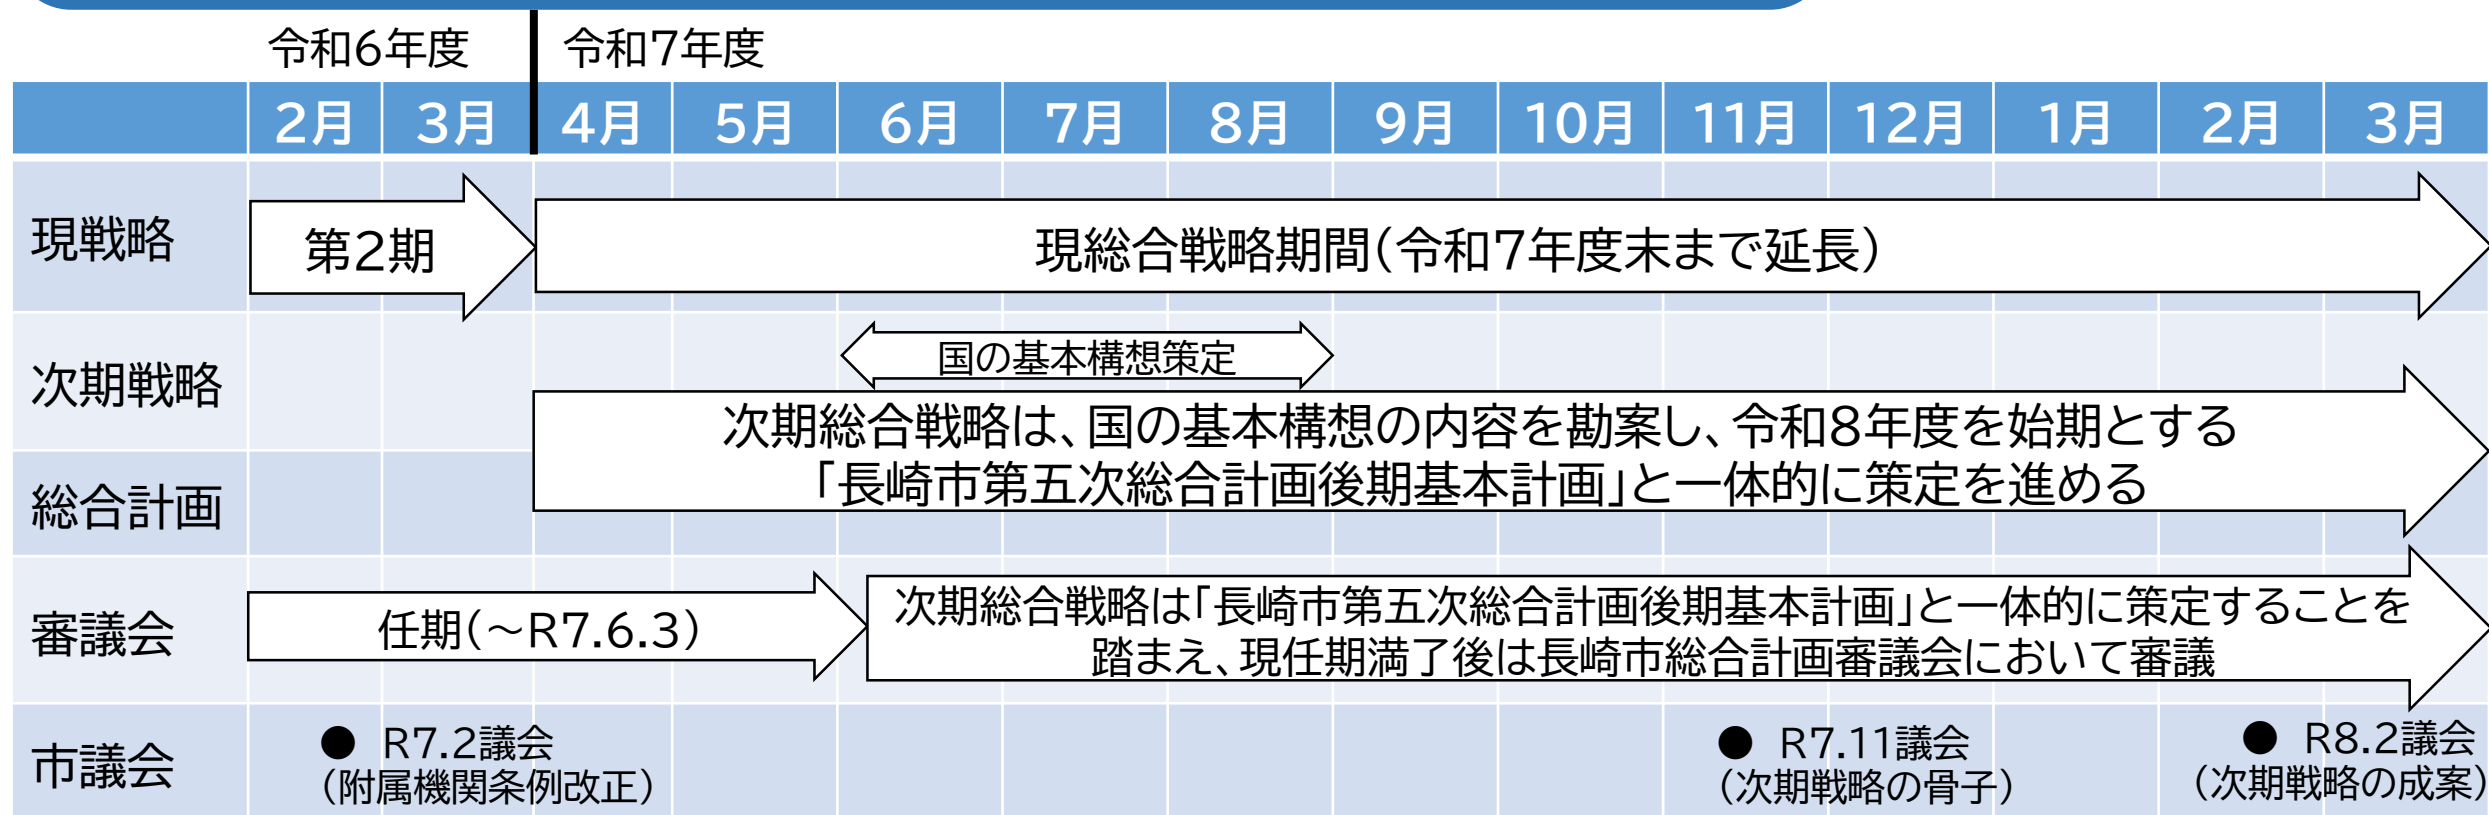 令和6年度
令和7年度
2月 3月 4月 5月 6月 7月 8月 9月 10月 11月 12月 1月 2月 3月
現戦略
第2期
現総合戦略期間(令和7年度末まで延長)
次期戦略
国の基本構想策定
次期総合戦略は、国の基本構想の内容を勘案し、令和8年度を始期とする
「長崎市第五次総合計画後期基本計画」と一体的に策定を進める
総合計画
審議会
任期(～R7.6.3)
次期総合戦略は「長崎市第五次総合計画後期基本計画」と一体的に策定することを
踏まえ、現任期満了後は長崎市総合計画審議会において審議
市議会
● R7.2議会
(附属機関条例改正)
● R7.11議会
(次期戦略の骨子)
● R8.2議会
(次期戦略の成案)